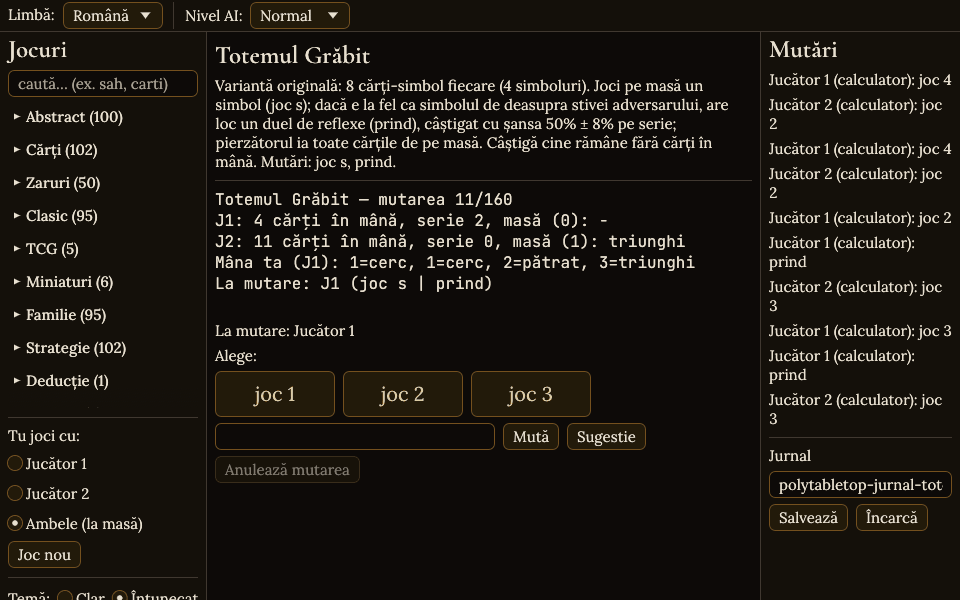 Limbă: Română ▼ Nivel AI: Normal ▼
Jocuri
caută... (ex. sah, carti)
▸ Abstract (100)
▸ Cărți (102)
▸ Zaruri (50)
▸ Clasic (95)
▸ TCG (5)
▸ Miniaturi (6)
▸ Familie (95)
▸ Strategie (102)
▸ Deducție (1)
Tu joci cu:
Jucător 1
Jucător 2
Ambele (la masă)
Joc nou
Temă: Clar Întunecat
Totemul Grăbit
Variantă originală: 8 cărți-simbol fiecare (4 simboluri). Joci pe masă un
simbol (joc s); dacă e la fel ca simbolul de deasupra stivei adversarului, are
loc un duel de reflexe (prind), câștigat cu șansa 50% ± 8% pe serie;
pierzătorul ia toate cărțile de pe masă. Câștigă cine rămâne fără cărți în
mână. Mutări: joc s, prind.
Totemul Grăbit — mutarea 11/160
J1: 4 cărți în mână, serie 2, masă (0): -
J2: 11 cărți în mână, serie 0, masă (1): triunghi
Mâna ta (J1): 1=cerc, 1=cerc, 2=pătrat, 3=triunghi
La mutare: J1 (joc s | prind)
La mutare: Jucător 1
Alege:
joc 1 joc 2 joc 3
Mută Sugestie
Anulează mutarea
Mutări
Jucător 1 (calculator): joc 4
Jucător 2 (calculator): joc
2
Jucător 1 (calculator): joc 4
Jucător 2 (calculator): joc
2
Jucător 1 (calculator): joc 2
Jucător 2 (calculator):
prind
Jucător 2 (calculator): joc
3
Jucător 1 (calculator): joc 3
Jucător 1 (calculator):
prind
Jucător 2 (calculator): joc
3
Jurnal
polytabletop-jurnal-tot
Salvează Încarcă